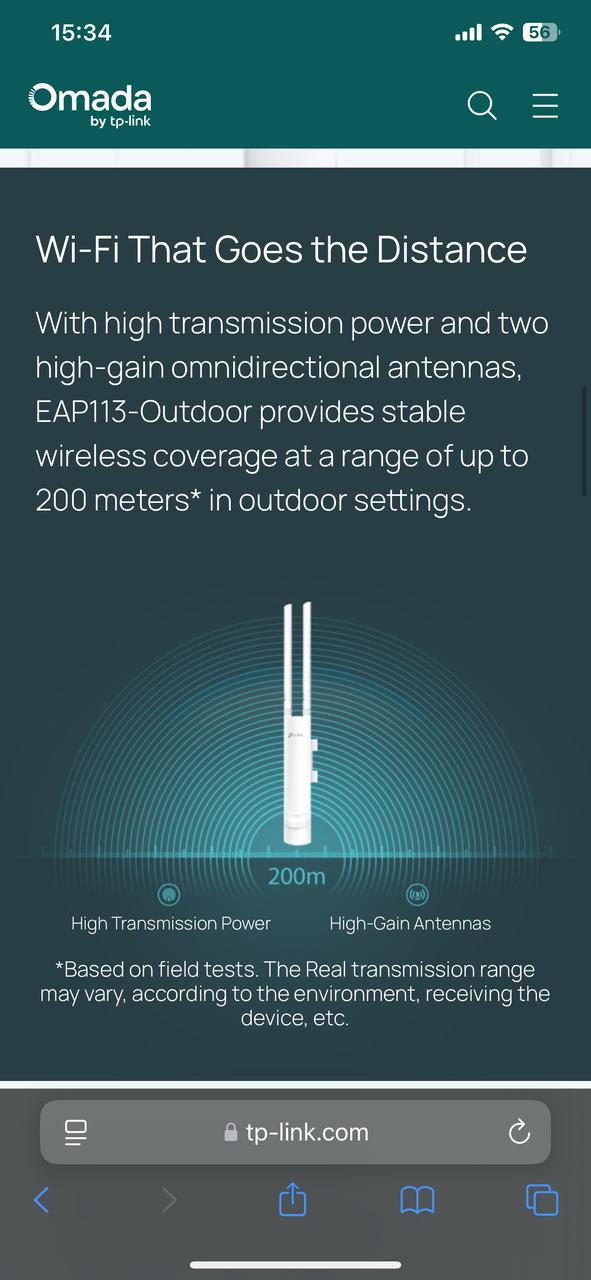 15:34
56
Omada
by tp-link
Wi-Fi That Goes the Distance
With high transmission power and two
high-gain omnidirectional antennas,
EAP113-Outdoor provides stable
wireless coverage at a range of up to
200 meters* in outdoor settings.
200m
High Transmission Power
High-Gain Antennas
*Based on field tests. The Real transmission range
may vary, according to the environment, receiving the
device, etc.
tp-link.com